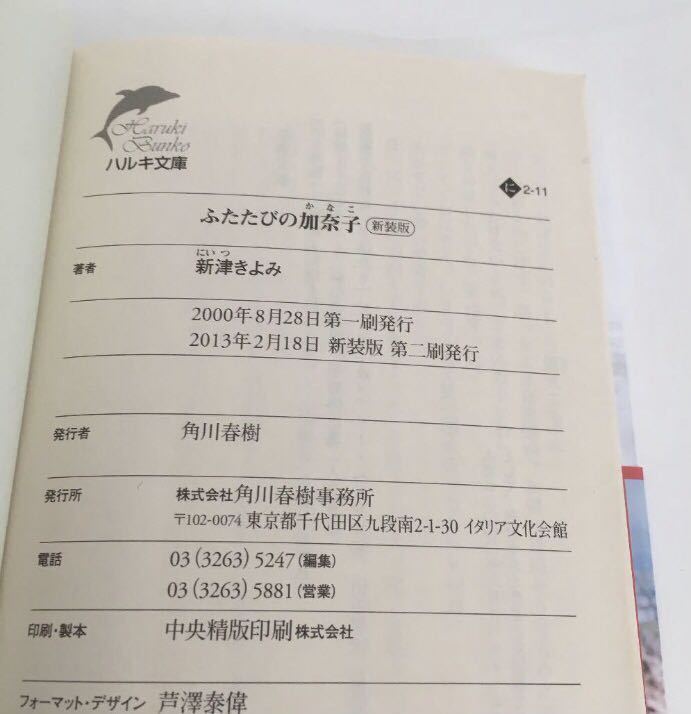 Haruki
Bunko
ハルキ文庫
に 2-11
かなこ
ふたたびの加奈子 新装版
にいつ
著者 新津きよみ
2000年8月28日第一刷発行
2013年2月18日 新装版 第二刷発行
発行者 角川春樹
発行所 株式会社角川春樹事務所
〒102-0074 東京都千代田区九段南2-1-30 イタリア文化会館
電話 03(3263)5247(編集)
03(3263)5881(営業)
印刷・製本 中央精版印刷株式会社
フォーマット・デザイン 芦澤泰偉